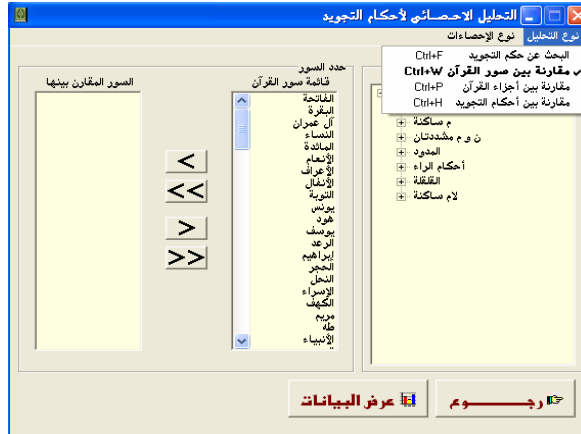 التحليل الاحصائي لأحكام التجويد
نوع التحليل نوع الإحصاءات
البحث عن حكم التجويد Ctrl+F
مقارنة بين سور القرآن Ctrl+W
مقارنة بين أجزاء القرآن Ctrl+P
مقارنة بين أحكام التجويد Ctrl+H
م ساكنة
ن و م مشددتان
المدود
أحكام الراء
القلقلة
لام ساكنة
حدد السور
قائمة سور القرآن
الفاتحة
البقرة
آل عمران
النساء
المائدة
الأنعام
الأعراف
الأنفال
التوبة
يونس
هود
يوسف
الرعد
إبراهيم
الحجر
النحل
الإسراء
الكهف
مريم
طه
الأنبياء
>
>>
>
>>
السور المقارن بينها
رجـــــــوع
عرض البيانات